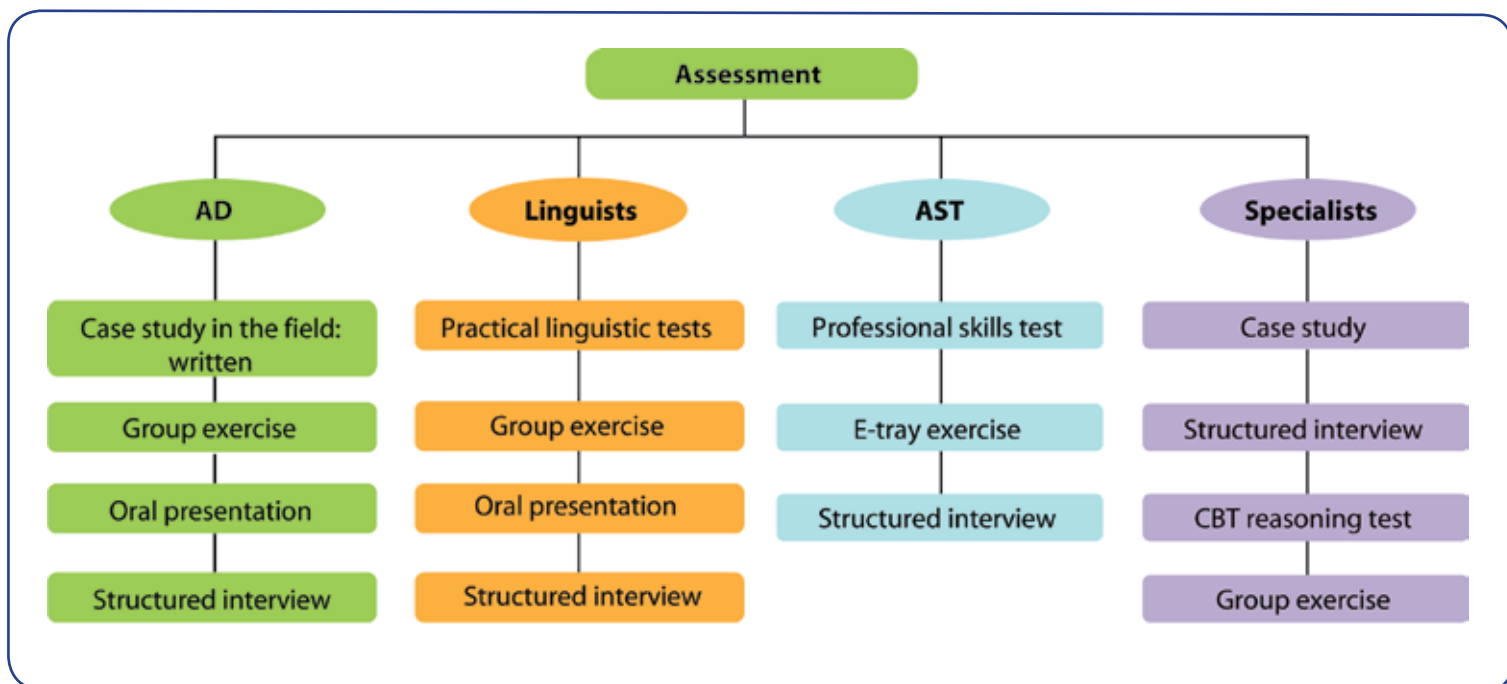 Assessment
AD
Linguists
AST
Specialists
Case study in the field:
written
Practical linguistic tests
Professional skills test
Case study
Group exercise
Group exercise
E-tray exercise
Structured interview
Oral presentation
Oral presentation
Structured interview
CBT reasoning test
Structured interview
Structured interview
Group exercise